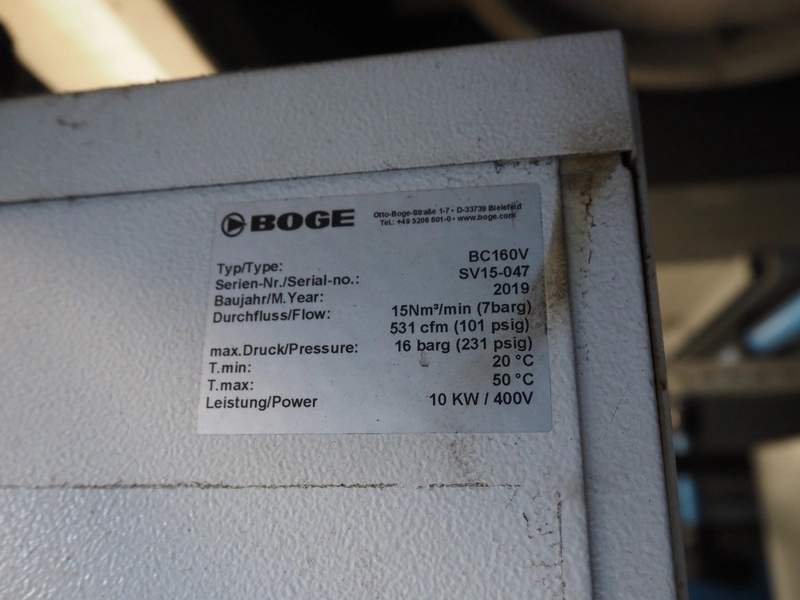 BOGE
Otto-Boge-Straße 1-7 • D-33739 Bielefeld
Tel.: +49 5206 601-0 • www.boge.com
Typ/Type: BC160V
Serien-Nr./Serial-no.: SV15-047
Baujahr/M.Year: 2019
Durchfluss/Flow: 15Nm³/min (7barg)
531 cfm (101 psig)
max.Druck/Pressure: 16 barg (231 psig)
T.min: 20 °C
T.max: 50 °C
Leistung/Power 10 KW / 400V